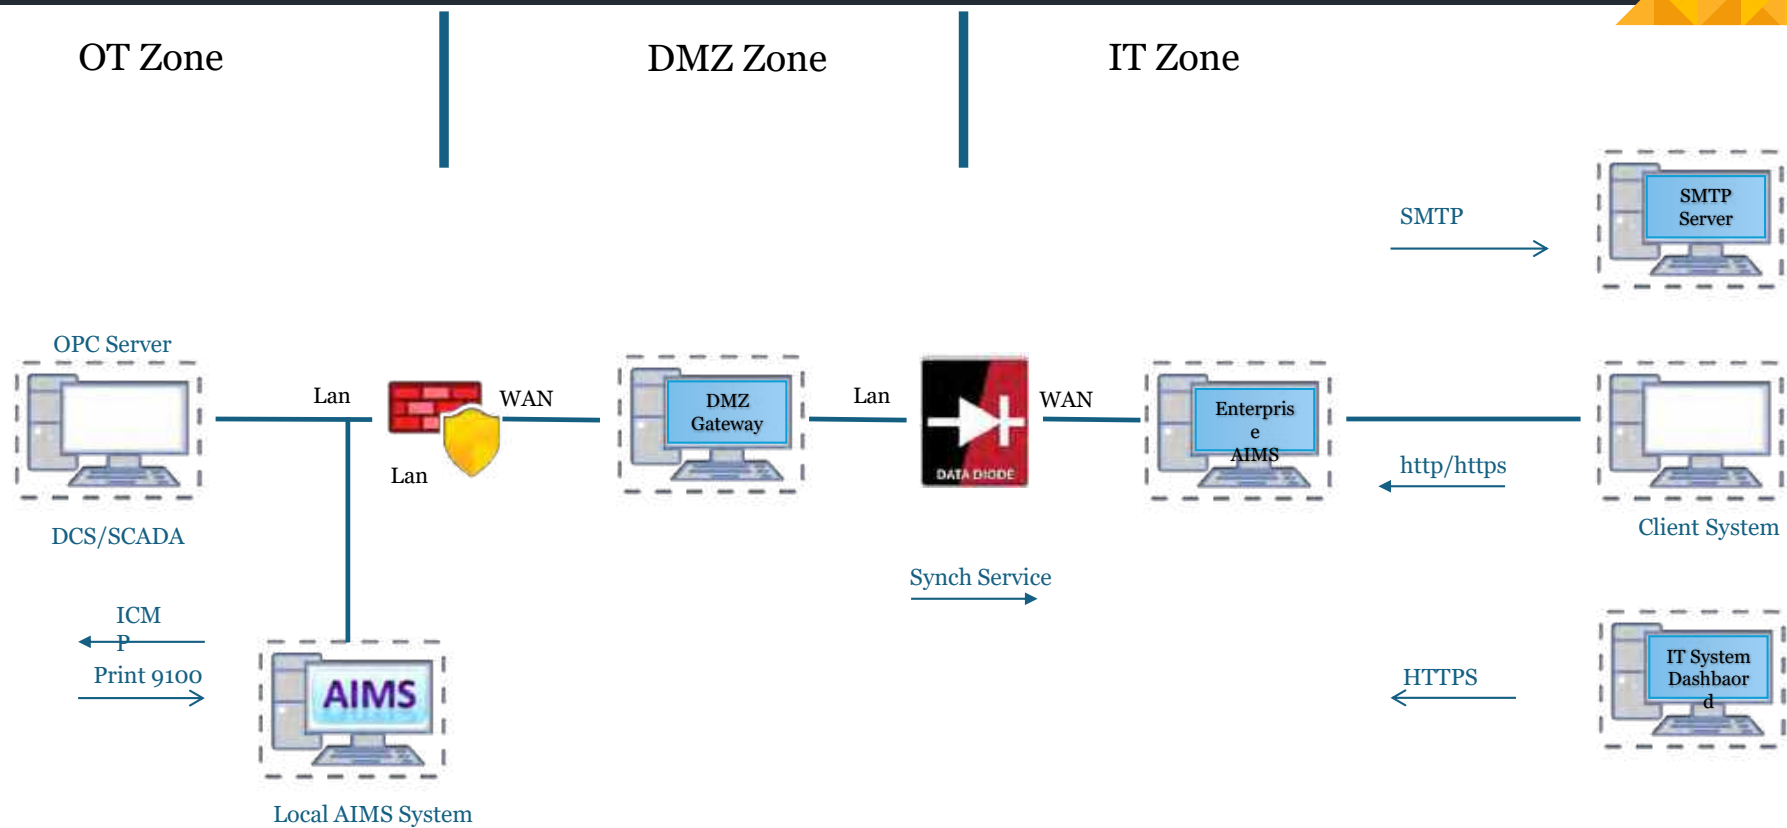 OT Zone
DMZ Zone
IT Zone
SMTP
SMTP
Server
OPC Server
Lan
WAN
Lan
DMZ
Gateway
Lan
DATA DIODE
WAN
Enterpris
e
AIMS
http/https
Client System
DCS/SCADA
Synch Service
ICM
P
Print 9100
AIMS
Local AIMS System
HTTPS
IT System
Dashbaor
d